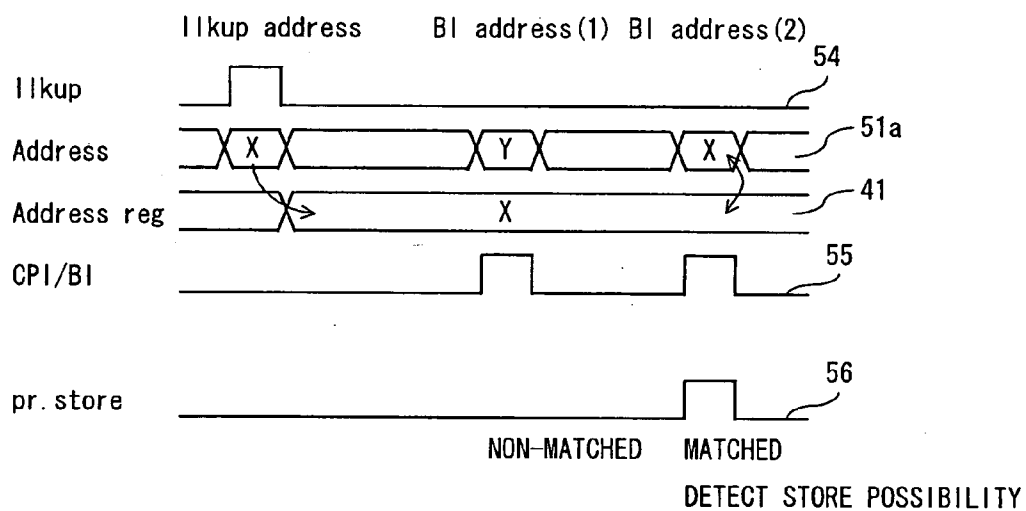 Ilkup address BI address(1) BI address(2)
Ilkup 54
Address X Y X 51a
Address reg X 41
CPI/BI 55
pr.store 56
NON-MATCHED MATCHED
DETECT STORE POSSIBILITY